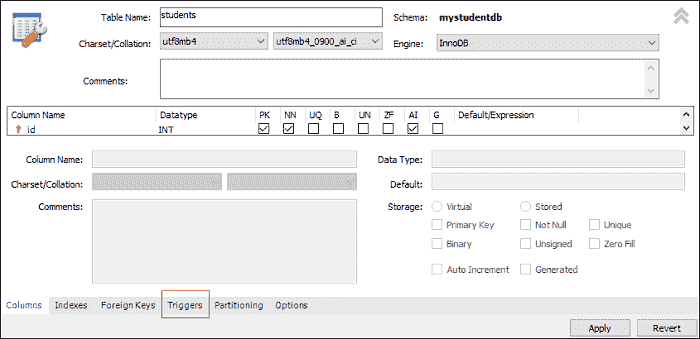 Table Name: students Schema: mystudentdb
Charset/Collation: utf8mb4 utf8mb4_0900_ai_ci Engine: InnoDB
Comments:
Column Name Datatype PK NN UQ B UN ZF AI G Default/Expression
id INT
Column Name: Data Type:
Charset/Collation: Default:
Comments: Storage: Virtual Stored
Primary Key Not Null Unique
Binary Unsigned Zero Fill
Auto Increment Generated
Columns Indexes Foreign Keys Triggers Partitioning Options
Apply Revert